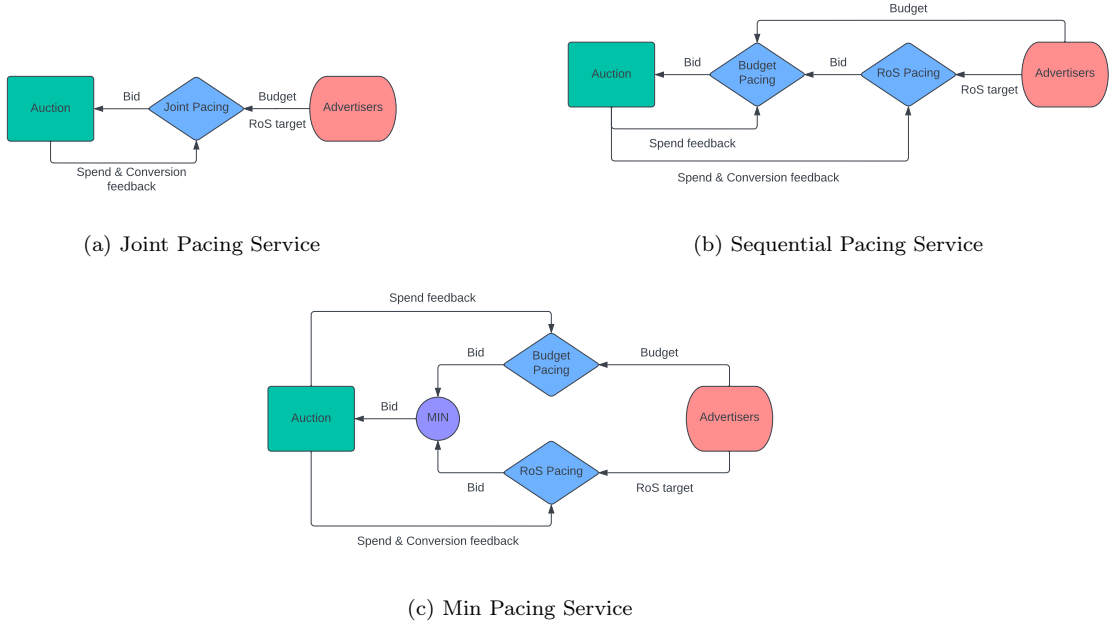 Auction
Bid
Joint Pacing
Budget
RoS target
Advertisers
Spend & Conversion
feedback
(a) Joint Pacing Service
Budget
Auction
Bid
Budget
Pacing
Bid
RoS Pacing
RoS target
Advertisers
Spend feedback
Spend & Conversion feedback
(b) Sequential Pacing Service
Spend feedback
Bid
Budget
Pacing
Budget
Auction
Bid
MIN
Advertisers
Bid
RoS Pacing
RoS target
Spend & Conversion feedback
(c) Min Pacing Service